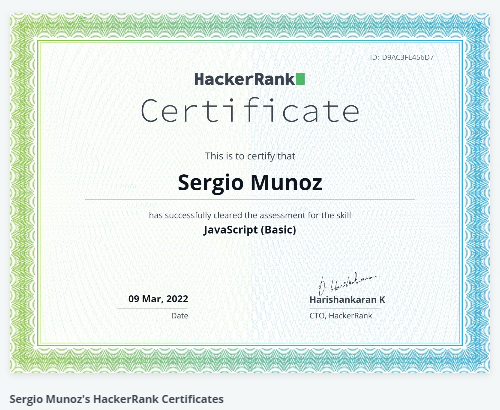 ID: D9AC3FE456D7
HackerRank
Certificate
This is to certify that
Sergio Munoz
has successfully cleared the assessment for the skill
JavaScript (Basic)
09 Mar, 2022
Date
Harishankaran K
CTO, HackerRank
Sergio Munoz's HackerRank Certificates